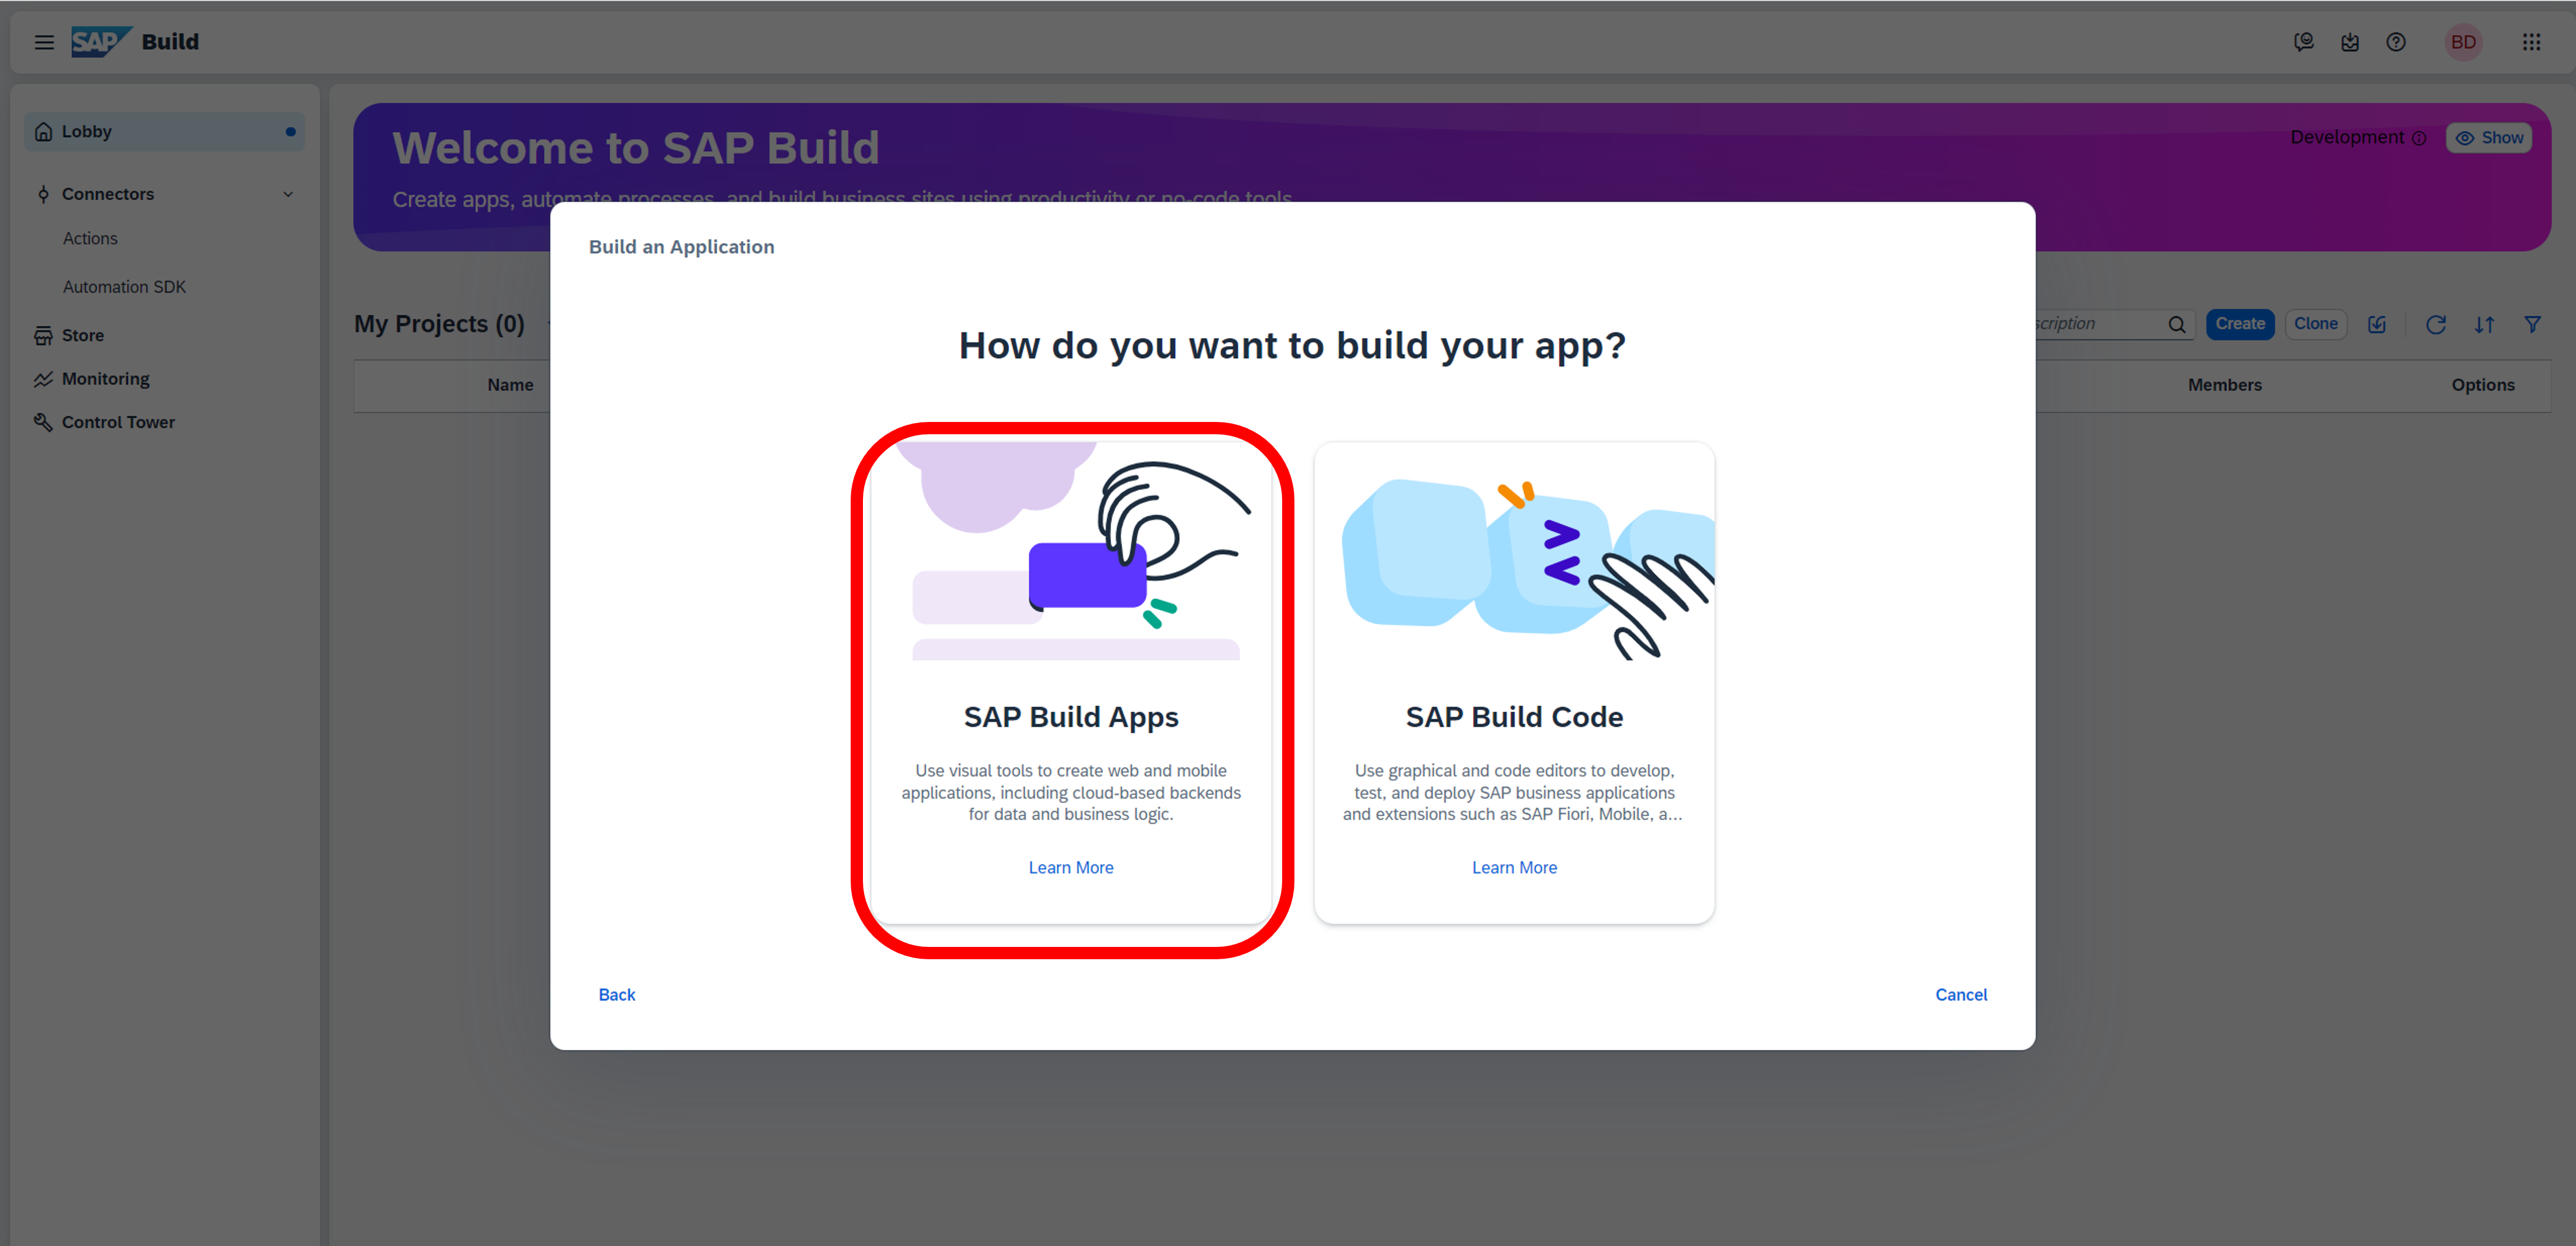 SAP Build
BD
Lobby
Connectors
Actions
Automation SDK
Store
Monitoring
Control Tower
Welcome to SAP Build
Create apps, automate processes, and build business sites using productivity or no-code tools
Development
Show
My Projects (0)
scription
Create
Clone
Name
Members
Options
Build an Application
How do you want to build your app?
SAP Build Apps
Use visual tools to create web and mobile
applications, including cloud-based backends
for data and business logic.
Learn More
SAP Build Code
Use graphical and code editors to develop,
test, and deploy SAP business applications
and extensions such as SAP Fiori, Mobile, a...
Learn More
Back
Cancel